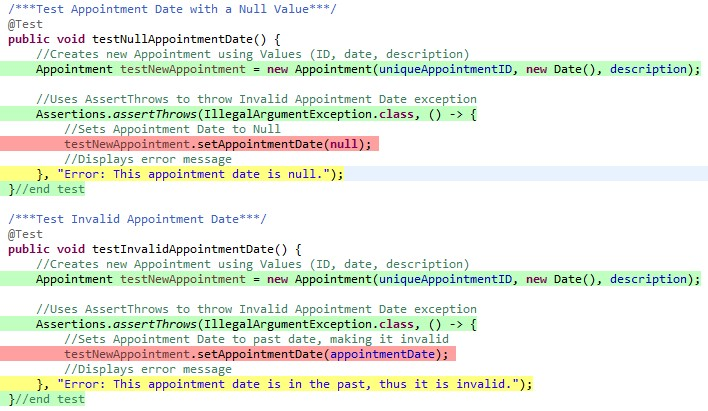 /***Test Appointment Date with a Null Value***/
@Test
public void testNullAppointmentDate() {
//Creates new Appointment using Values (ID, date, description)
Appointment testNewAppointment = new Appointment(uniqueAppointmentID, new Date(), description);
//Uses AssertThrows to throw Invalid Appointment Date exception
Assertions.assertThrows(IllegalArgumentException.class, () -> {
//Sets Appointment Date to Null
testNewAppointment.setAppointmentDate(null);
//Displays error message
}, "Error: This appointment date is null.");
}//end test
/***Test Invalid Appointment Date***/
@Test
public void testInvalidAppointmentDate() {
//Creates new Appointment using Values (ID, date, description)
Appointment testNewAppointment = new Appointment(uniqueAppointmentID, new Date(), description);
//Uses AssertThrows to throw Invalid Appointment Date exception
Assertions.assertThrows(IllegalArgumentException.class, () -> {
//Sets Appointment Date to past date, making it invalid
testNewAppointment.setAppointmentDate(appointmentDate);
//Displays error message
}, "Error: This appointment date is in the past, thus it is invalid.");
}//end test